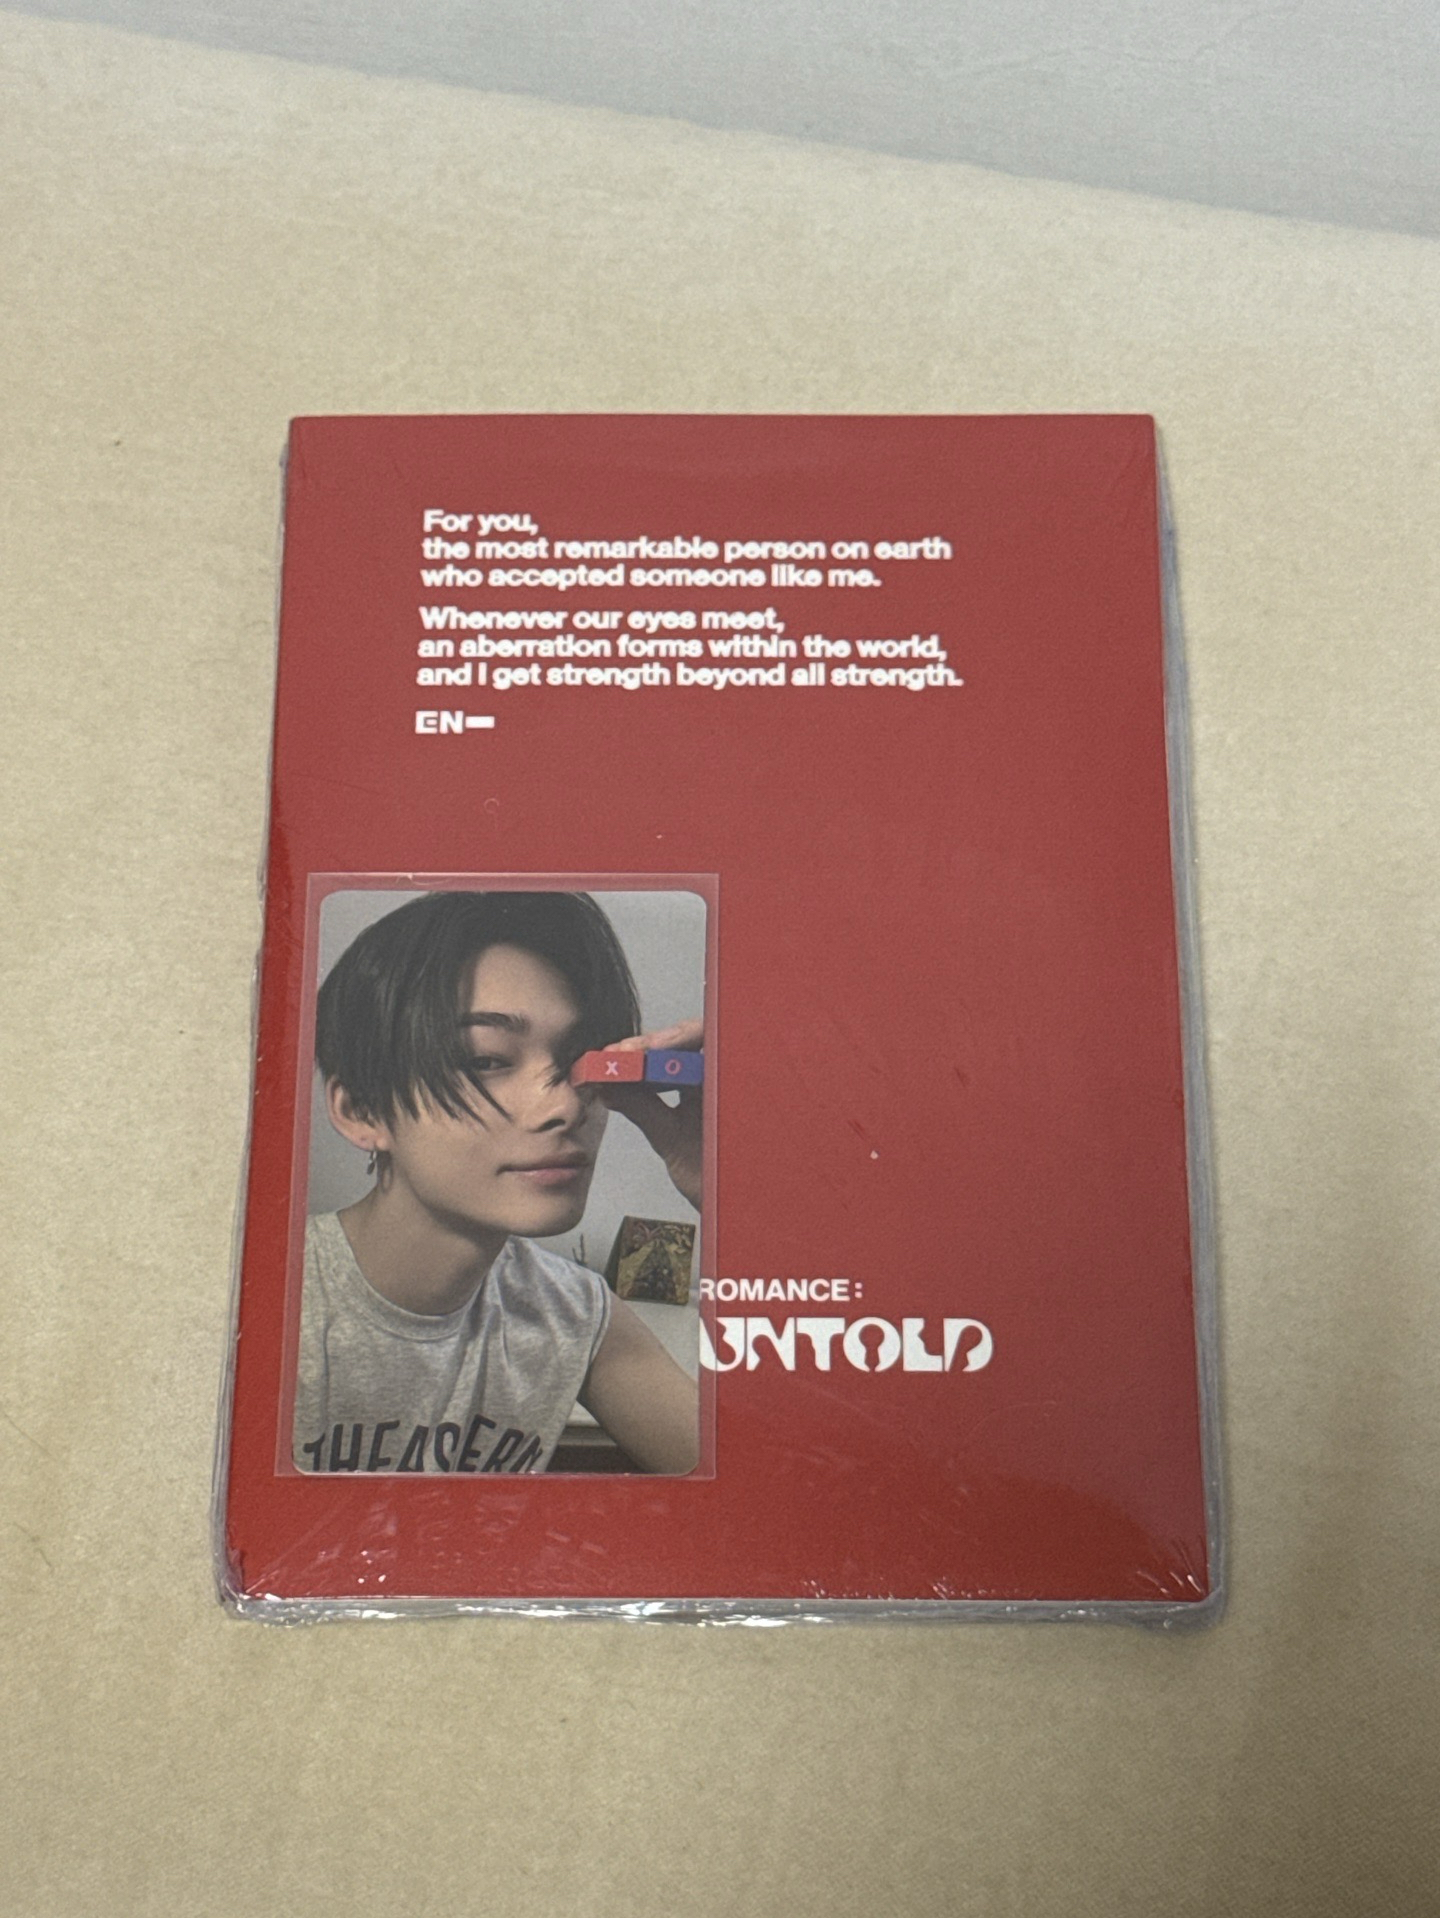 For you,
the most remarkable person on earth
who accepted someone like me.
Whenever our eyes meet,
an aberration forms within the world,
and I get strength beyond all strength.
EN-
X O
ROMANCE:
UNTOLD